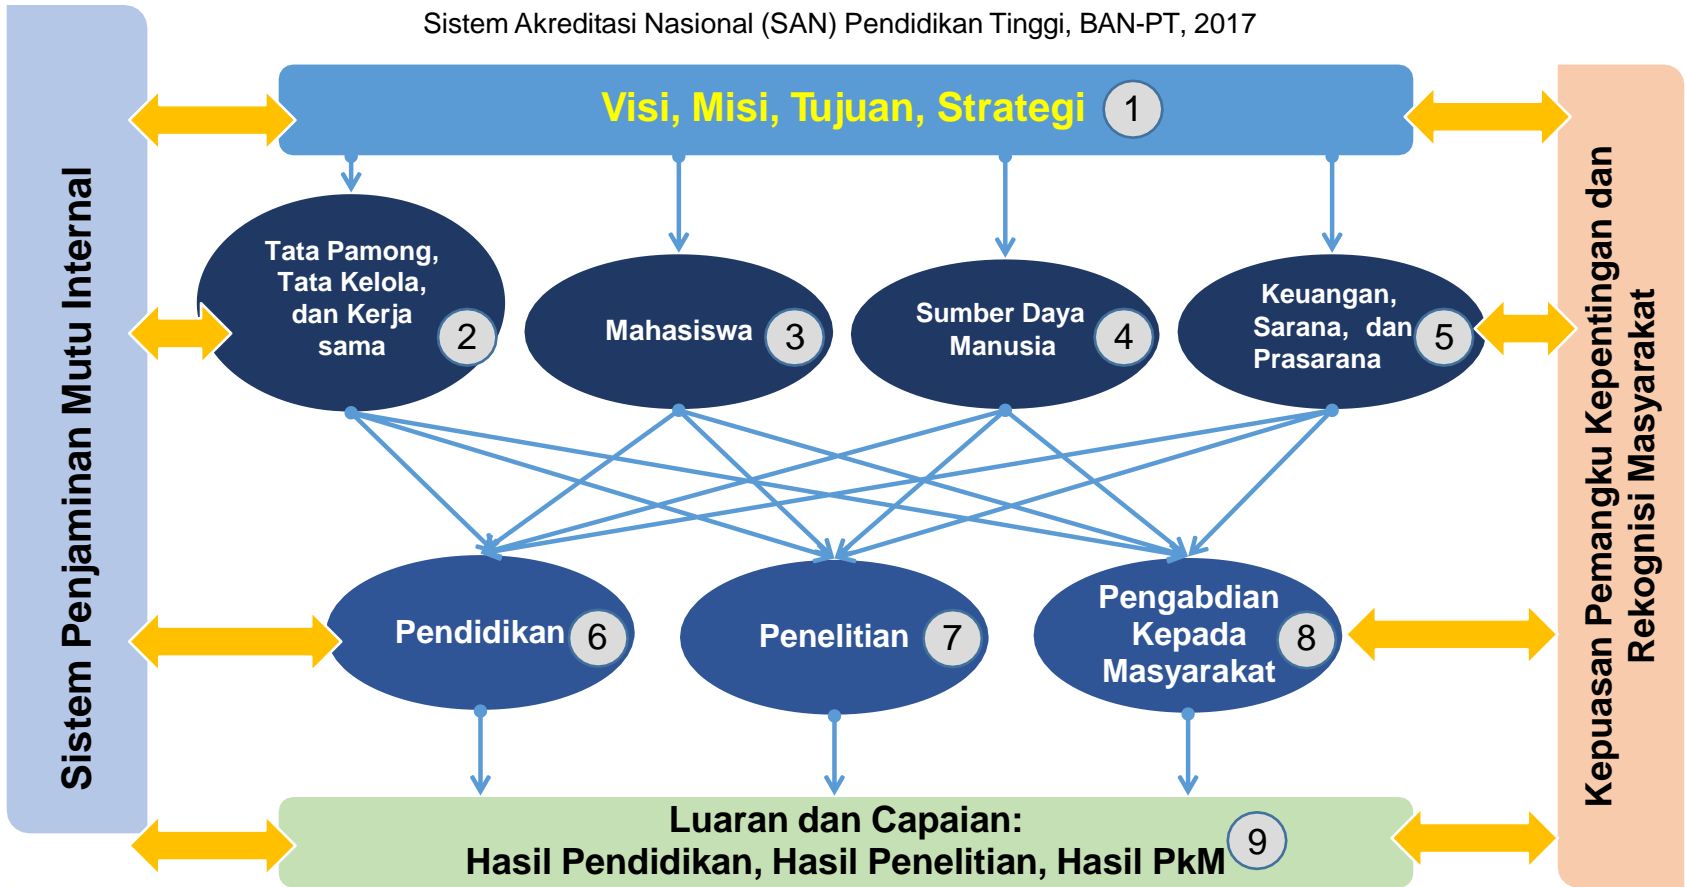 Sistem Akreditasi Nasional (SAN) Pendidikan Tinggi, BAN-PT, 2017
Sistem Penjaminan Mutu Internal
Visi, Misi, Tujuan, Strategi 1
Tata Pamong,
Tata Kelola,
dan Kerja
sama
2
Mahasiswa 3
Sumber Daya
Manusia
4
Keuangan,
Sarana, dan
Prasarana
5
Pendidikan 6
Penelitian 7
Pengabdian
Kepada
Masyarakat
8
Luaran dan Capaian:
Hasil Pendidikan, Hasil Penelitian, Hasil PkM
9
Kepuasan Pemangku Kepentingan dan
Rekognisi Masyarakat